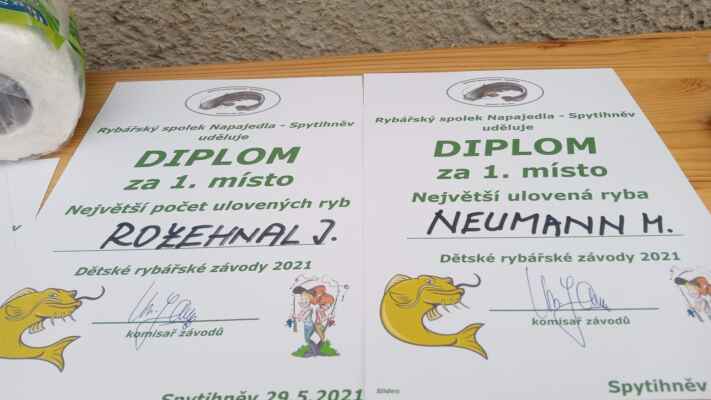 Rybářský spolek Napajedla - Spytihněv
uděluje
DIPLOM
za 1. místo
Největší počet ulovených ryb
ROŽEHNAL J.
Dětské rybářské závody 2021
komisař závodů
Spytihněv 29.5.2021
Rybářský spolek Napajedla - Spytihněv
uděluje
DIPLOM
za 1. místo
Největší ulovená ryba
NEUMANN M.
Dětské rybářské závody 2021
komisař závodů
Spytihněv